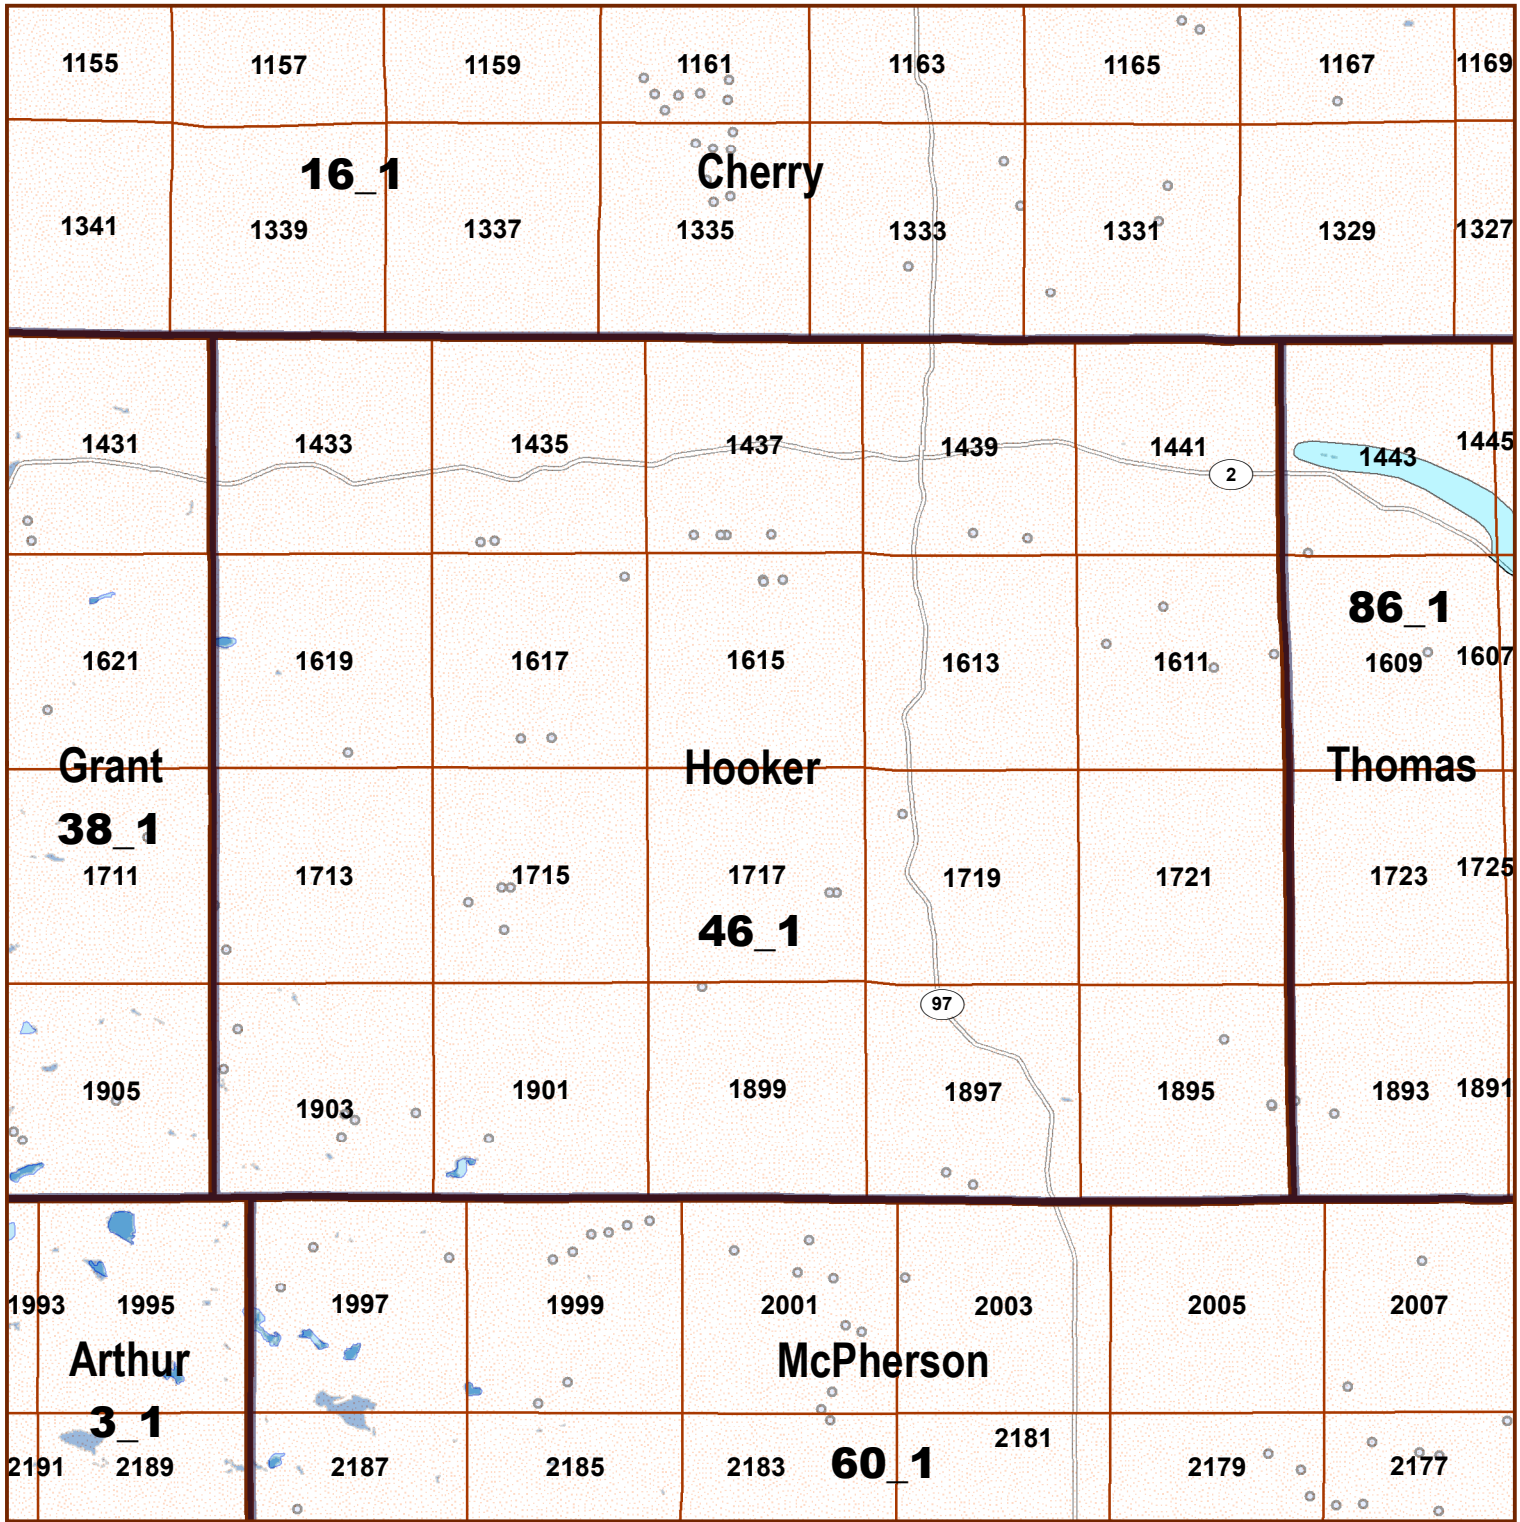 1155 1157 1159 1161 1163 1165 1167 1169
16_1 Cherry
1341 1339 1337 1335 1333 1331 1329 1327
1431 1433 1435 1437 1439 1441 1443 1445
2
86_1
1621 1619 1617 1615 1613 1611 1609 1607
Grant Hooker Thomas
38_1
1711 1713 1715 1717 1719 1721 1723 1725
46_1
97
1905 1903 1901 1899 1897 1895 1893 1891
1993 1995 1997 1999 2001 2003 2005 2007
Arthur McPherson
3_1
2181
2191 2189 2187 2185 2183 60_1 2179 2177